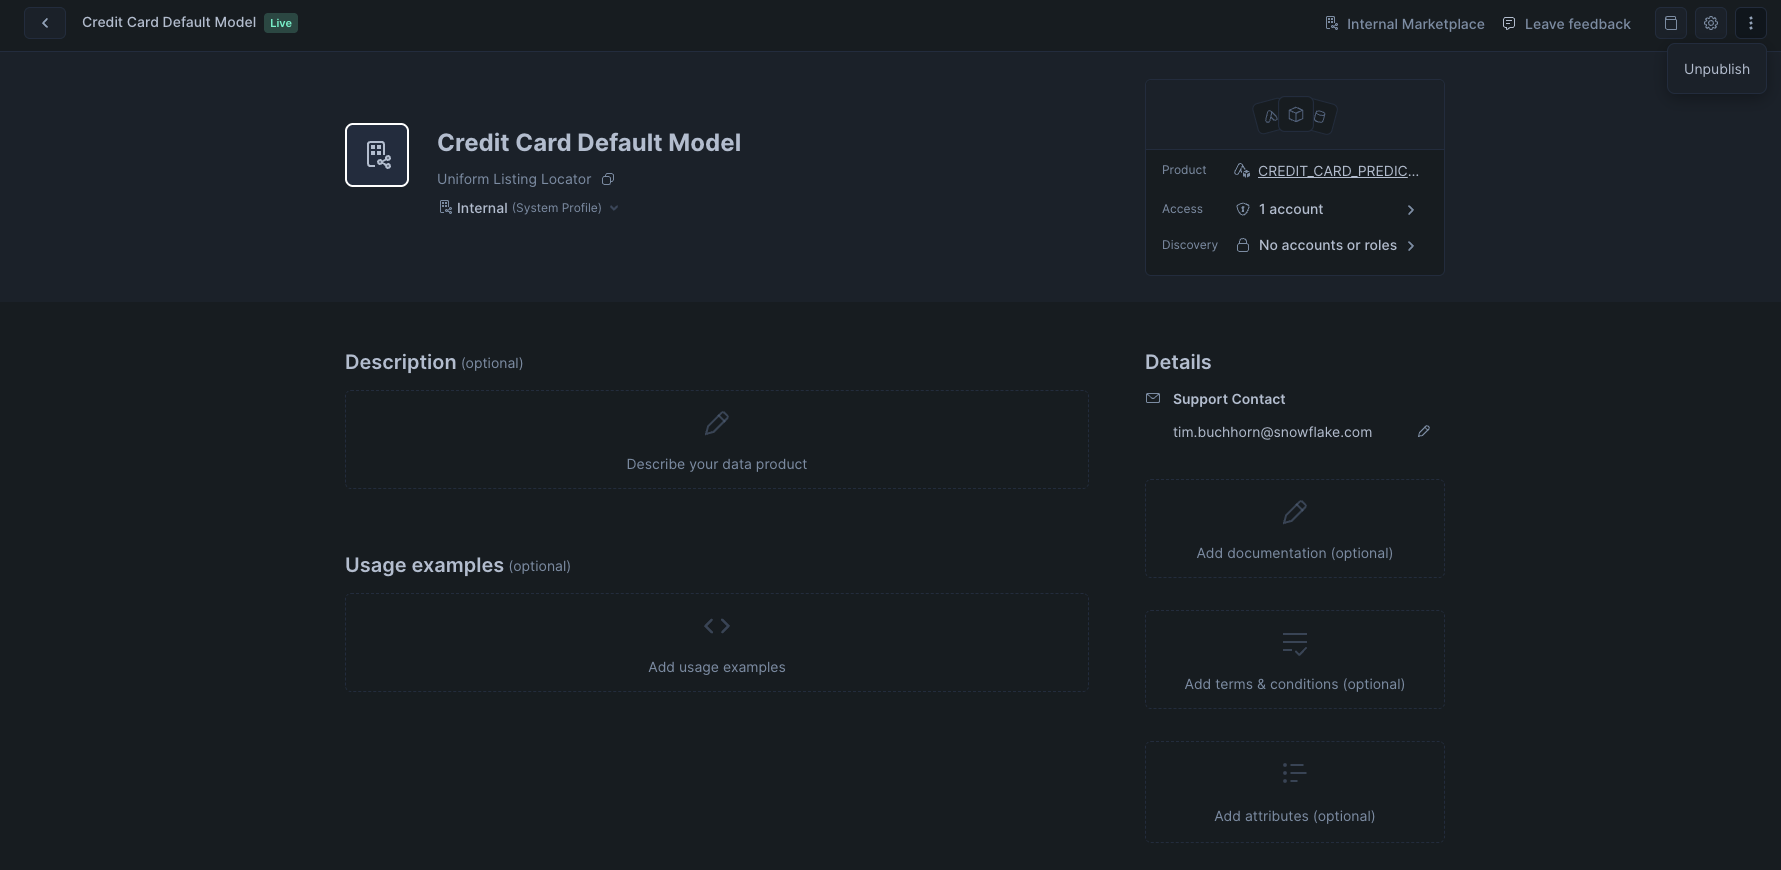 Credit Card Default Model Live
Internal Marketplace
Leave feedback
Unpublish
Credit Card Default Model
Uniform Listing Locator
Internal (System Profile)
Product CREDIT_CARD_PREDIC...
Access 1 account
Discovery No accounts or roles
Description (optional)
Describe your data product
Usage examples (optional)
Add usage examples
Details
Support Contact
tim.buchhorn@snowflake.com
Add documentation (optional)
Add terms & conditions (optional)
Add attributes (optional)